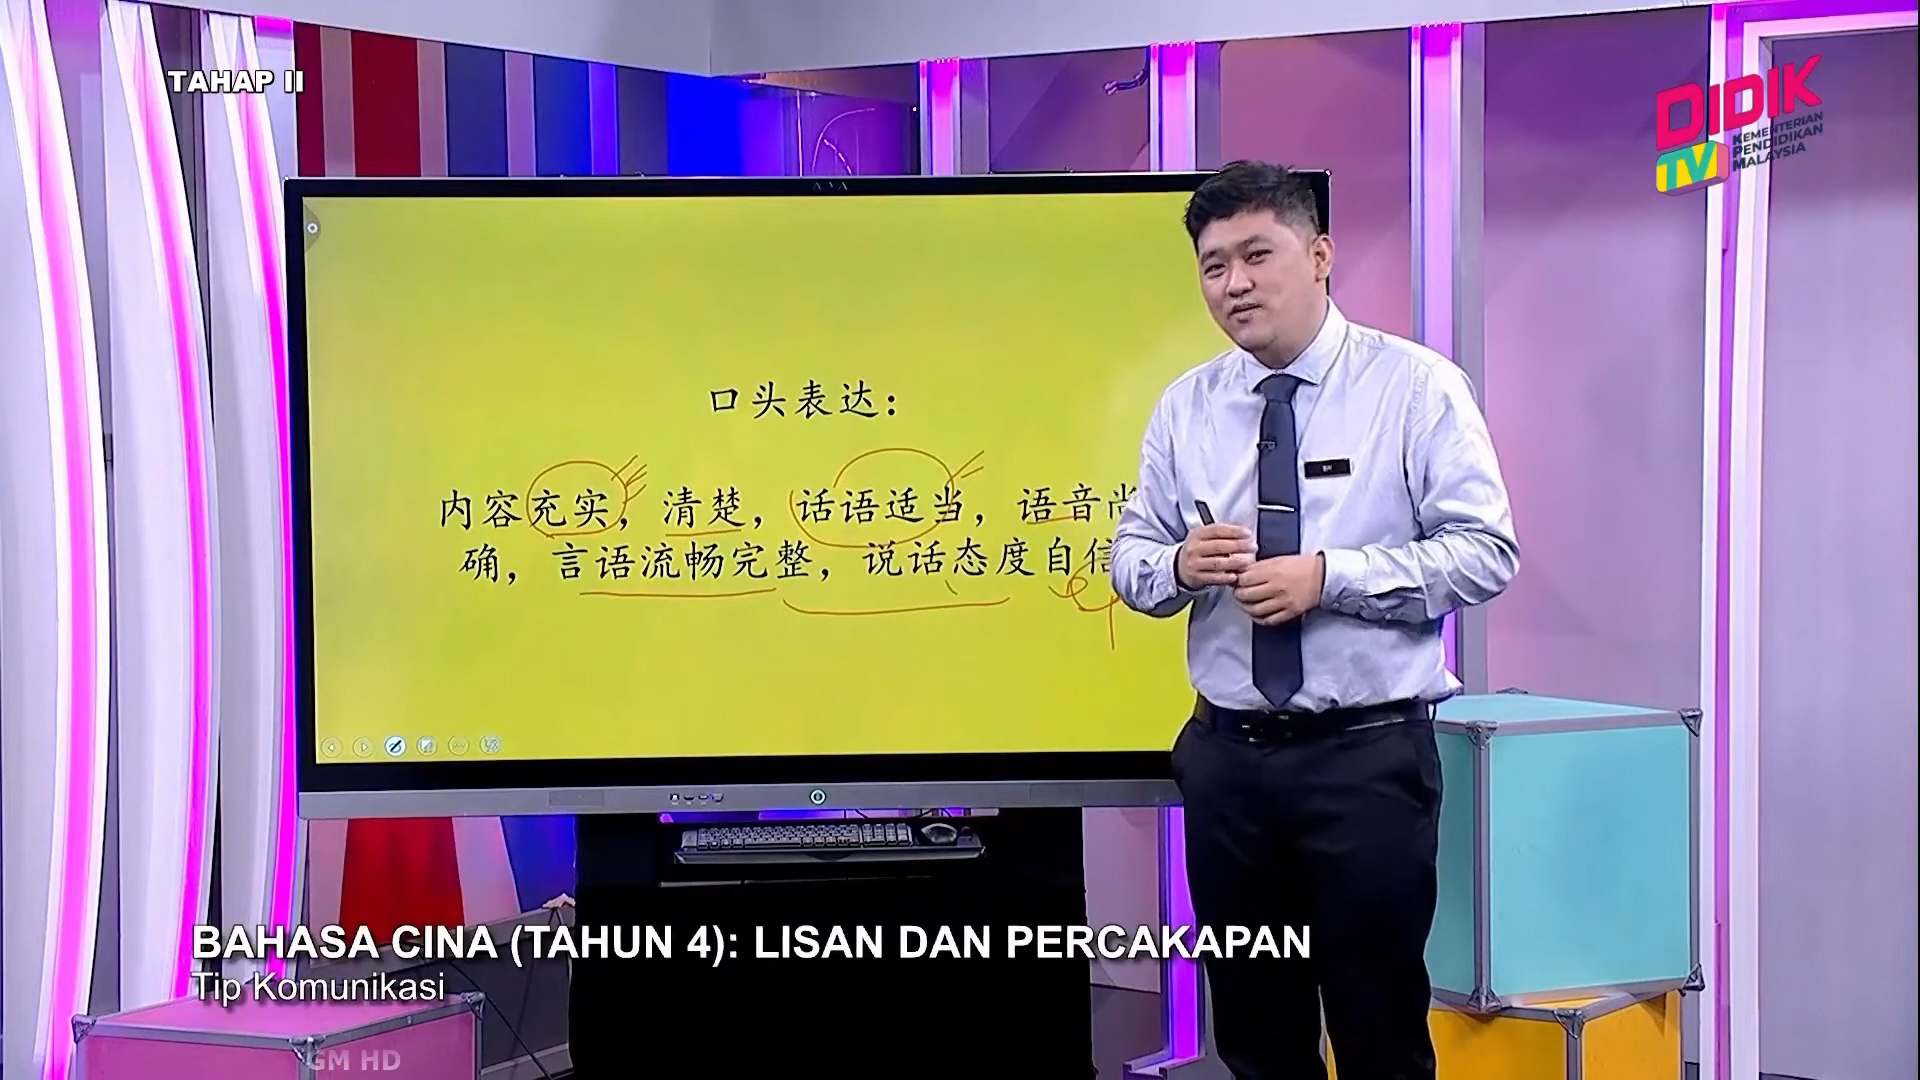 TAHAP II
DIDIK
TV
KEMENTERIAN
PENDIDIKAN
MALAYSIA
口头表达：
内容充实，清楚，话语适当，语音尚
确，言语流畅完整，说话态度自信
BAHASA CINA (TAHUN 4): LISAN DAN PERCAKAPAN
Tip Komunikasi
GM HD